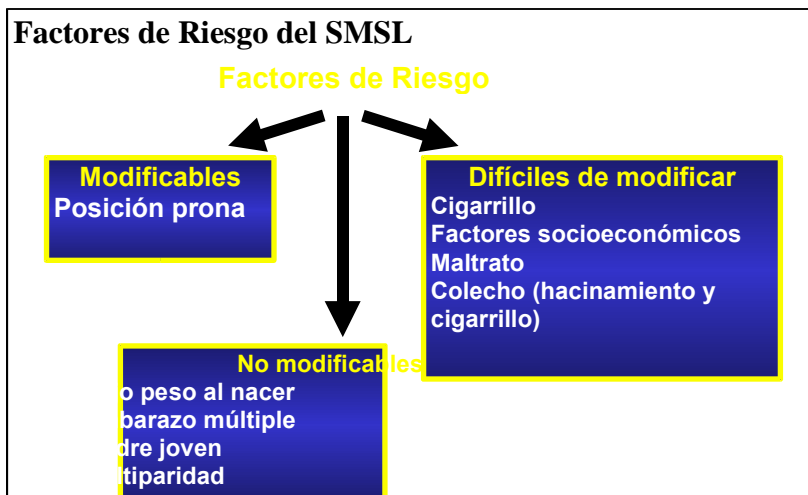 Factores de Riesgo del SMSL
Factores de Riesgo
Modificables
Posición prona
Difíciles de modificar
Cigarrillo
Factores socioeconómicos
Maltrato
Colecho (hacinamiento y
cigarrillo)
No modificables
o peso al nacer
barazo múltiple
dre joven
tiparidad